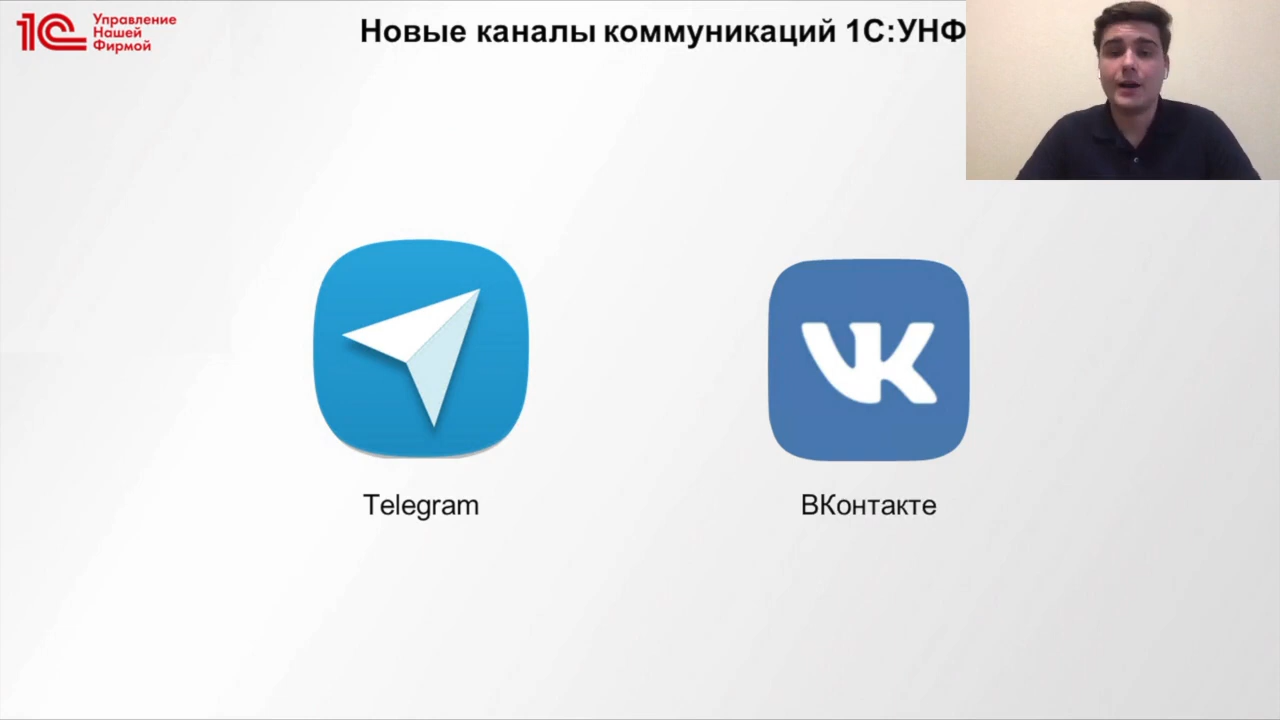 1С Управление
Нашей
Фирмой
Новые каналы коммуникаций 1С:УНФ
Telegram
ВКонтакте